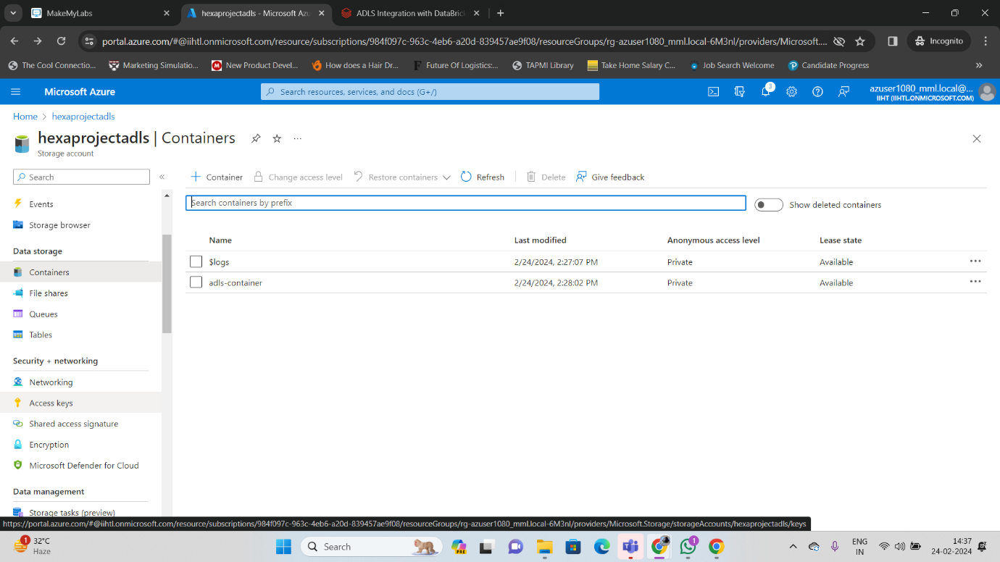 MakeMyLabs
hexaprojectadls - Microsoft Azu
ADLS Integration with DataBric
portal.azure.com/#@iihtl.onmicrosoft.com/resource/subscriptions/984f097c-963c-4eb6-a20d-839457ae9f08/resourceGroups/rg-azuser1080_mml.local-6M3nl/providers/Microsoft....
Incognito
The Cool Connectio...
Marketing Simulatio...
New Product Devel...
How does a Hair Dr...
Future Of Logistics:...
TAPMI Library
Take Home Salary C...
Job Search Welcome
Candidate Progress
Microsoft Azure
Search resources, services, and docs (G+/)
3
azuser1080_mml.local@...
IIHT (IIHTL.ONMICROSOFT.COM)
Home > hexaprojectadls
hexaprojectadls | Containers
Storage account
Search
Container
Change access level
Restore containers
Refresh
Delete
Give feedback
Search containers by prefix
Show deleted containers
Events
Storage browser
Data storage
Containers
File shares
Queues
Tables
Security + networking
Networking
Access keys
Shared access signature
Encryption
Microsoft Defender for Cloud
Data management
Storage tasks (preview)
Name Last modified Anonymous access level Lease state
$logs 2/24/2024, 2:27:07 PM Private Available
adls-container 2/24/2024, 2:28:02 PM Private Available
https://portal.azure.com/#@iihtl.onmicrosoft.com/resource/subscriptions/984f097c-963c-4eb6-a20d-839457ae9f08/resourceGroups/rg-azuser1080_mml.local-6M3nl/providers/Microsoft.Storage/storageAccounts/hexaprojectadls/keys
1
32°C
Haze
Search
PRE
1
ENG
IN
14:37
24-02-2024